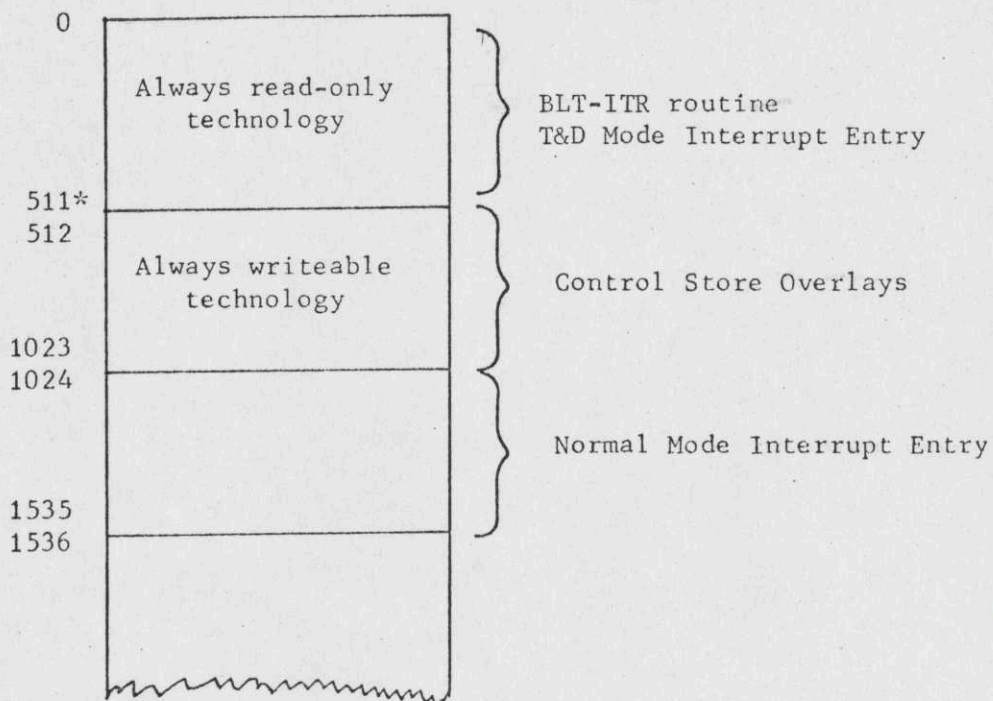 0
Always read-only
technology
BLT-ITR routine
T&D Mode Interrupt Entry
511*
512
Always writeable
technology
Control Store Overlays
1023
1024
Normal Mode Interrupt Entry
1535
1536